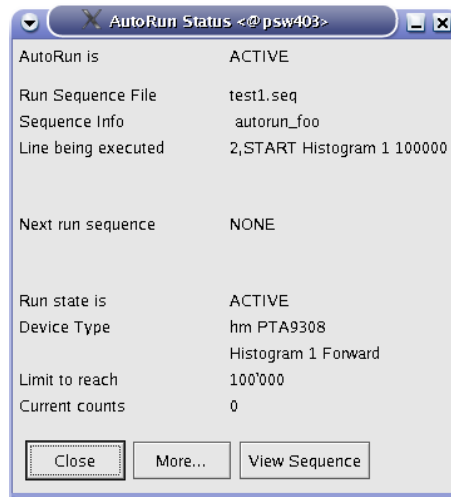 AutoRun Status <@psw403>
AutoRun is ACTIVE
Run Sequence File test1.seq
Sequence Info autorun_foo
Line being executed 2,START Histogram 1 100000
Next run sequence NONE
Run state is ACTIVE
Device Type hm PTA9308
Histogram 1 Forward
Limit to reach 100'000
Current counts 0
Close More... View Sequence